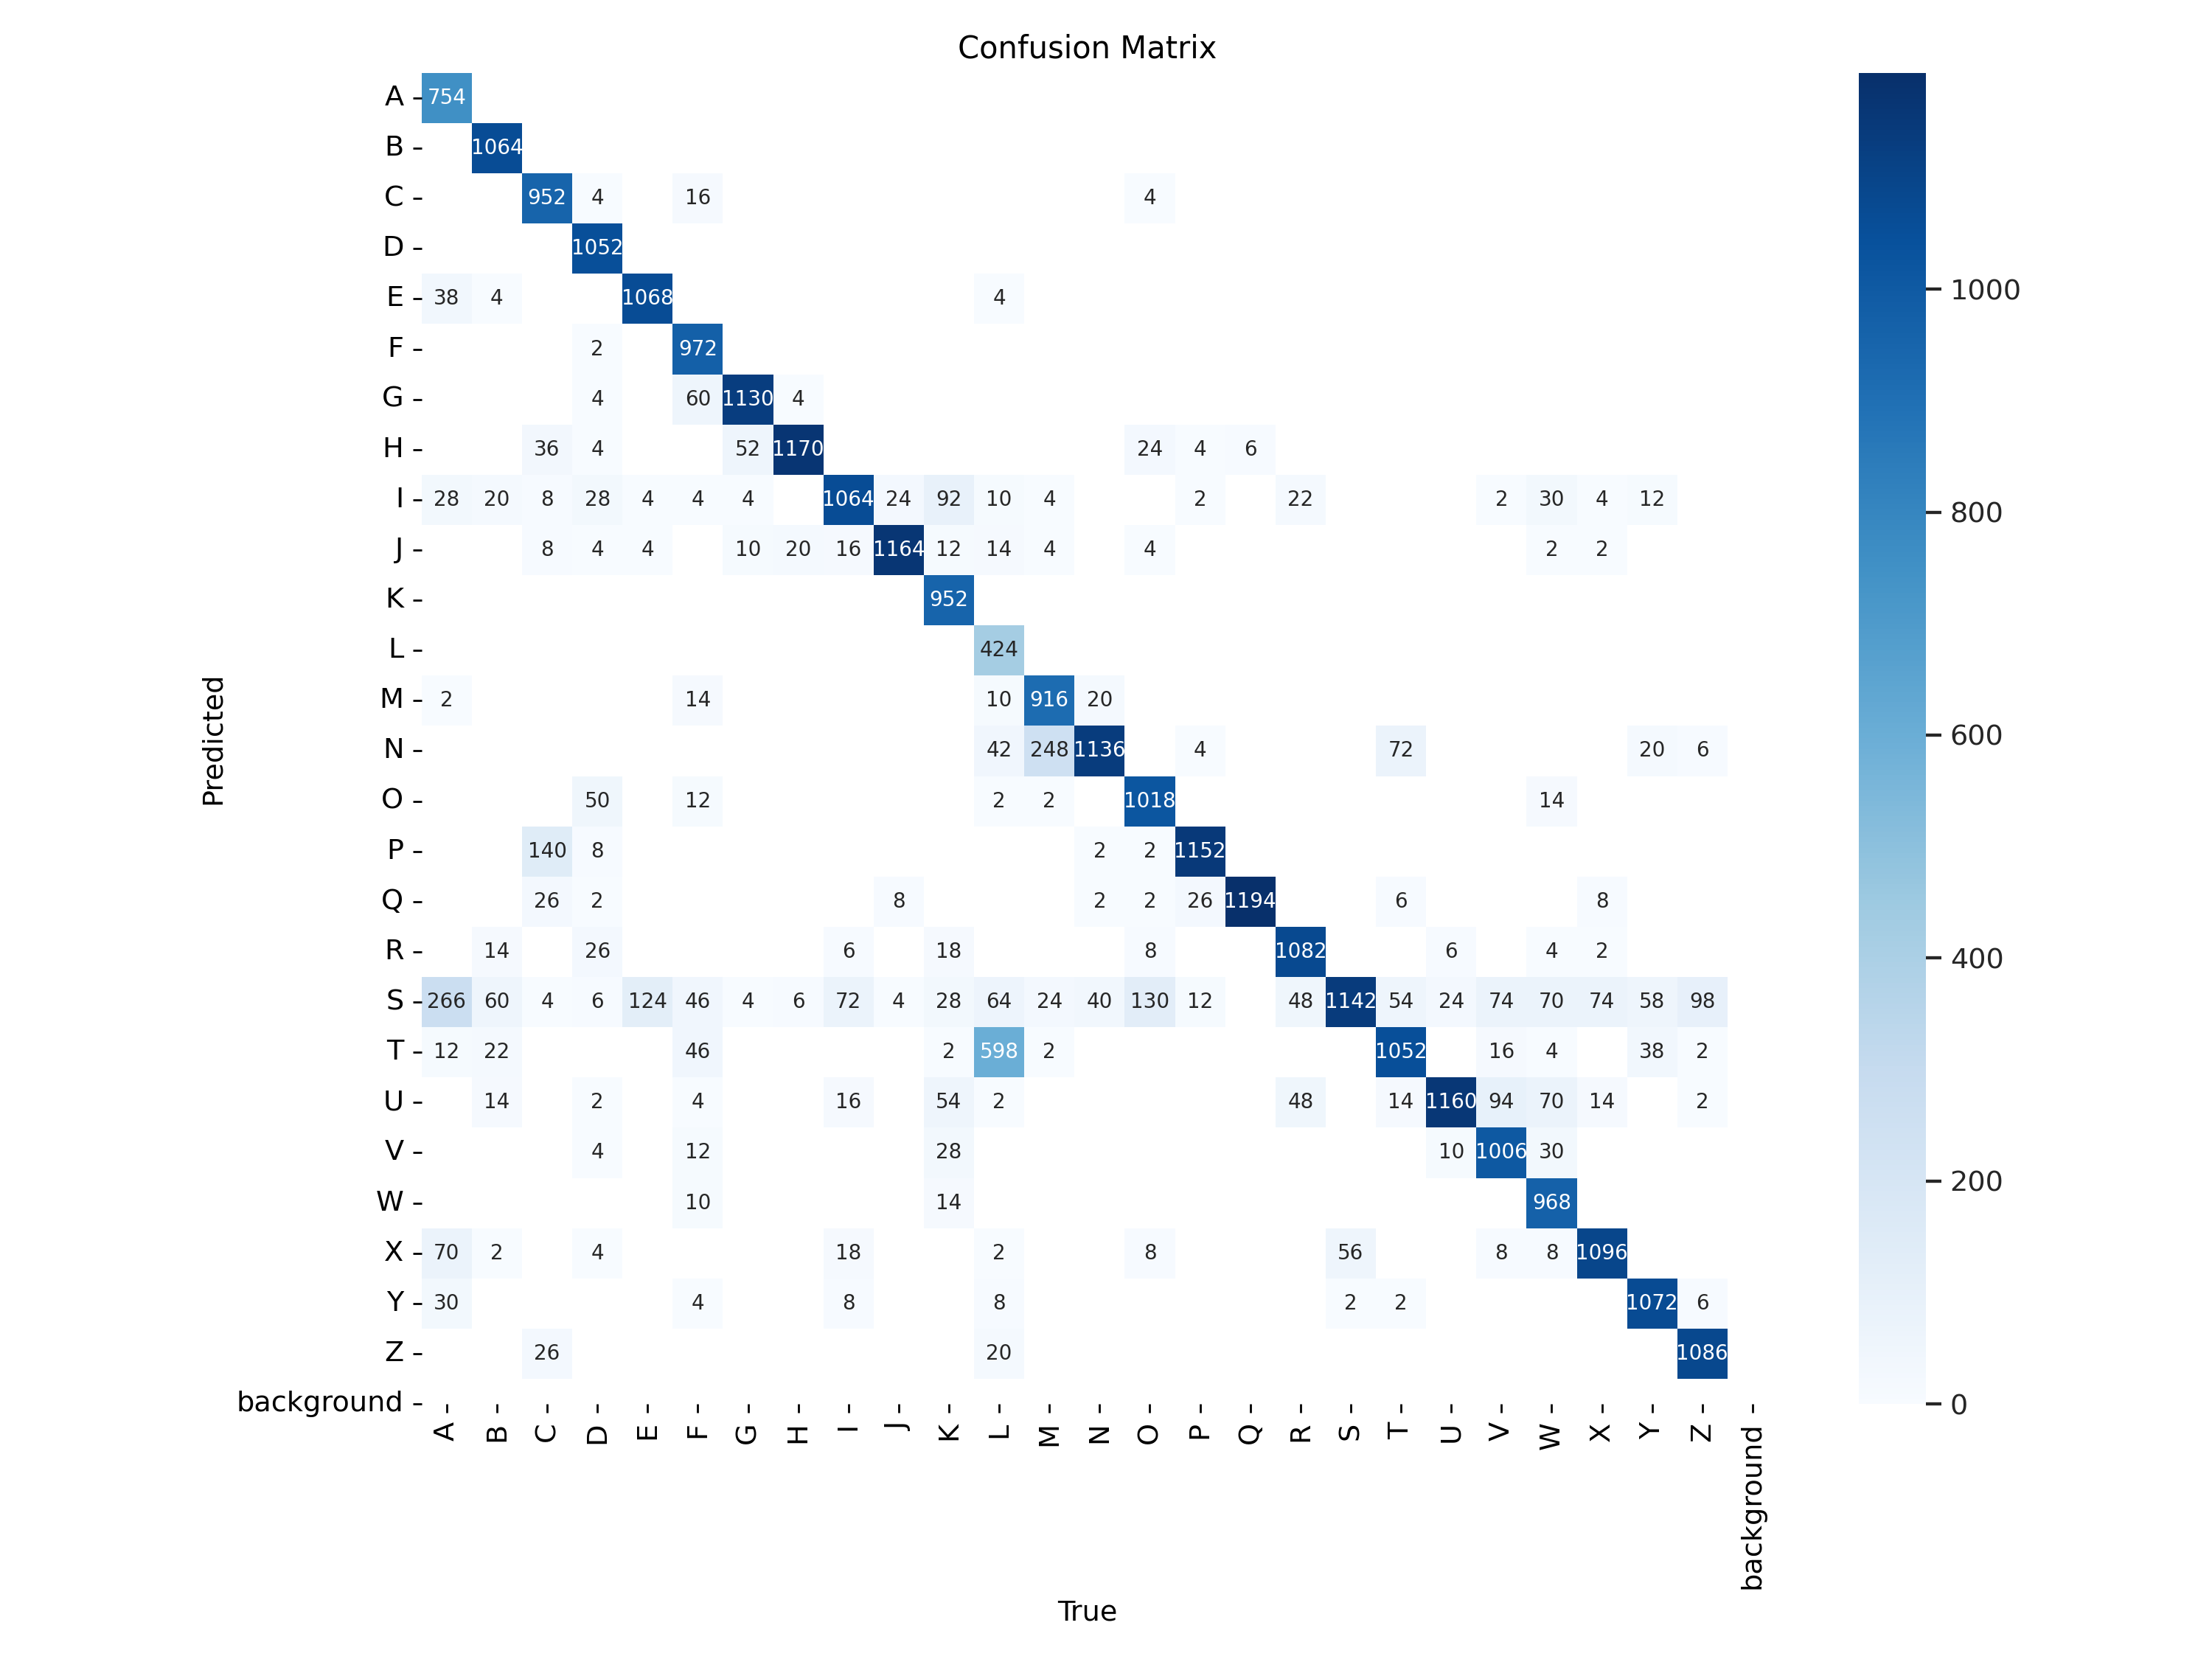 Confusion Matrix
A 754
B 1064
C 952 4 16 4
D 1052
E 38 4 1068 4
F 2 972
G 4 60 1130 4
H 36 4 52 1170 24 4 6
I 28 20 8 28 4 4 4 1064 24 92 10 4 2 22 2 30 4 12
J 8 4 4 10 20 16 1164 12 14 4 4 2 2
K 952
L 424
M 2 14 10 916 20
N 42 248 1136 4 72 20 6
O 50 12 2 2 1018 14
P 140 8 2 2 1152
Q 26 2 8 2 2 26 1194 6 8
R 14 26 6 18 8 1082 6 4 2
S 266 60 4 6 124 46 4 6 72 4 28 64 24 40 130 12 48 1142 54 24 74 70 74 58 98
T 12 22 46 2 598 2 1052 16 4 38 2
U 14 2 4 16 54 2 48 14 1160 94 70 14 2
V 4 12 28 10 1006 30
W 10 14 968
X 70 2 4 18 2 8 56 8 8 1096
Y 30 4 8 8 2 2 1072 6
Z 26 20 1086
background
A B C D E F G H I J K L M N O P Q R S T U V W X Y Z background
Predicted
True
1000
800
600
400
200
0